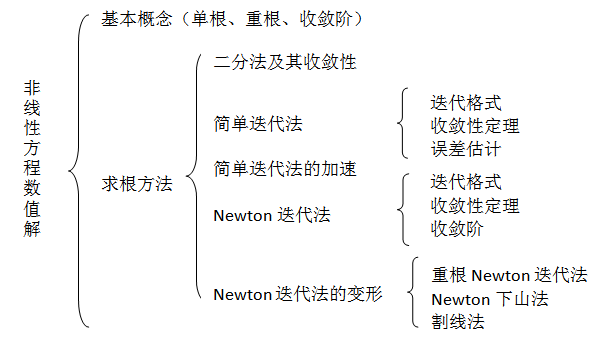 非线性方程数值解
基本概念（单根、重根、收敛阶）
求根方法
二分法及其收敛性
简单迭代法
迭代格式
收敛性定理
误差估计
简单迭代法的加速
Newton 迭代法
迭代格式
收敛性定理
收敛阶
Newton 迭代法的变形
重根 Newton 迭代法
Newton 下山法
割线法